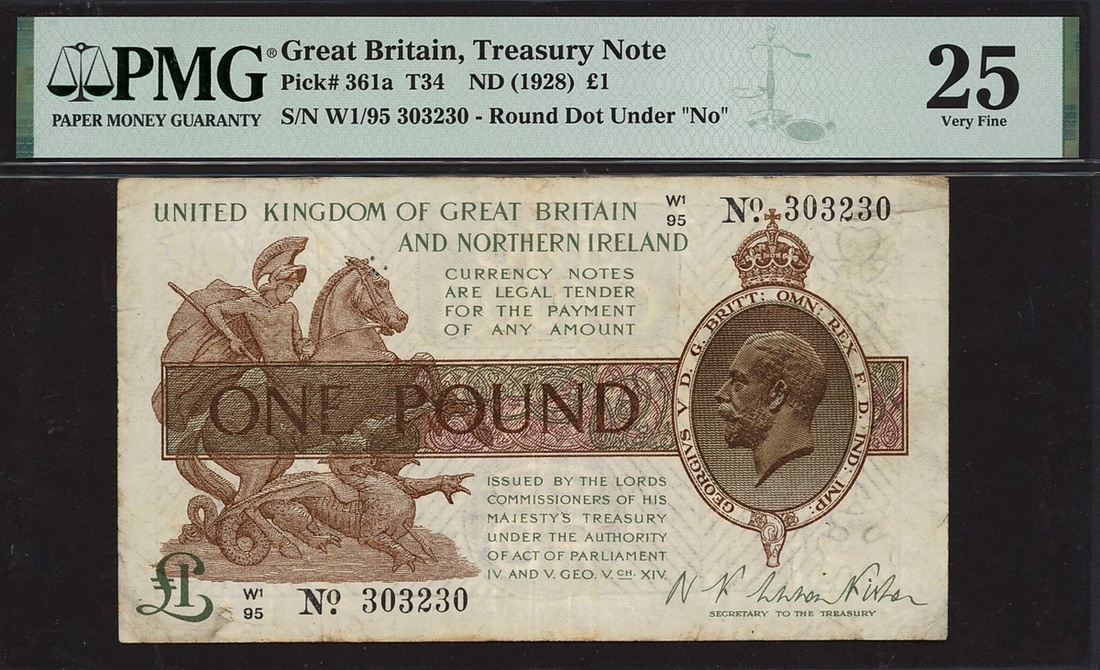 PMG® Great Britain, Treasury Note
Pick# 361a T34 ND (1928) £1
PAPER MONEY GUARANTY
S/N W1/95 303230 - Round Dot Under "No"
25
Very Fine
UNITED KINGDOM OF GREAT BRITAIN
AND NORTHERN IRELAND
W1
95
No. 303230
CURRENCY NOTES
ARE LEGAL TENDER
FOR THE PAYMENT
OF ANY AMOUNT
GEORGIVS V D. G. BRITT: OMN: REX F. D. IND: IMP:
ONE POUND
ISSUED BY THE LORDS
COMMISSIONERS OF HIS
MAJESTY'S TREASURY
UNDER THE AUTHORITY
OF ACT OF PARLIAMENT
IV. AND V. GEO. V. CH. XIV.
£1
W1
95
No. 303230
SECRETARY TO THE TREASURY